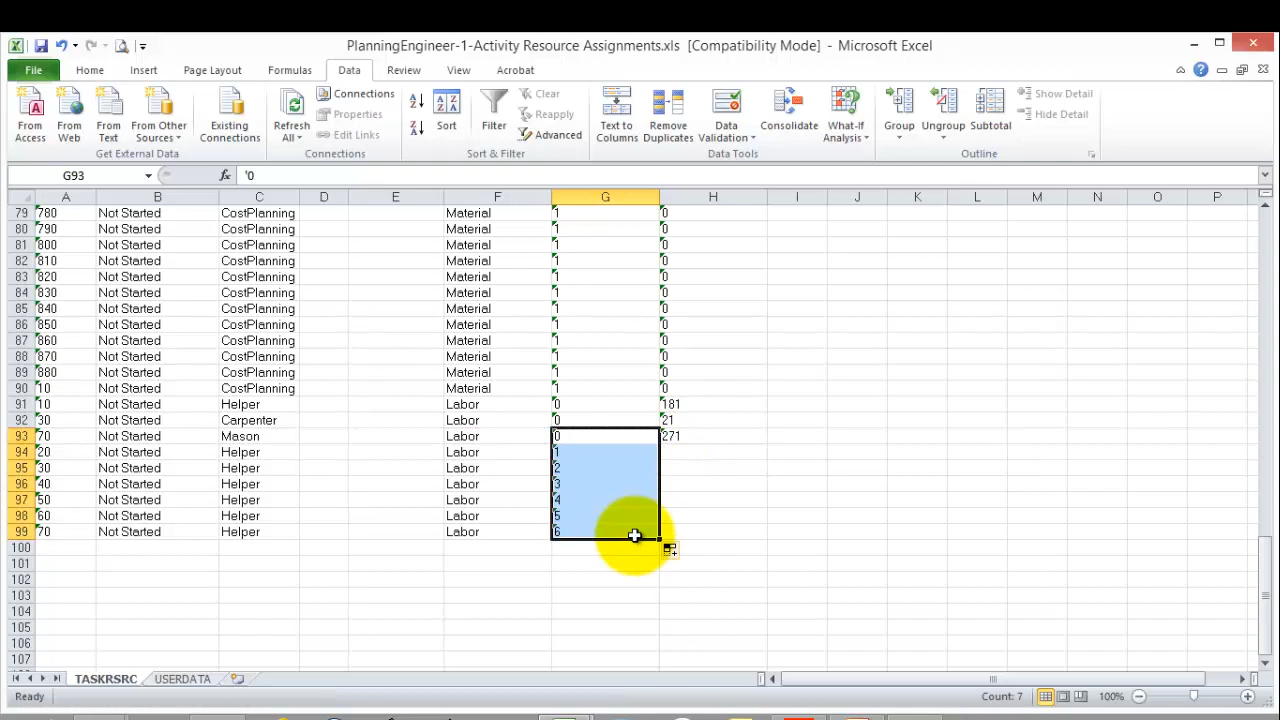 PlanningEngineer-1-Activity Resource Assignments.xls [Compatibility Mode] - Microsoft Excel
File Home Insert Page Layout Formulas Data Review View Acrobat
From Access
From Web
From Text
From Other Sources
Existing Connections
Get External Data
Refresh All
Connections
Properties
Edit Links
Connections
Sort
Filter
Clear
Reapply
Advanced
Sort & Filter
Text to Columns
Remove Duplicates
Data Validation
Consolidate
What-If Analysis
Data Tools
Group
Ungroup
Subtotal
Show Detail
Hide Detail
Outline
G93 fx '0
A B C D E F G H I J K L M N O P
79 780 Not Started CostPlanning Material 1 0
80 790 Not Started CostPlanning Material 1 0
81 800 Not Started CostPlanning Material 1 0
82 810 Not Started CostPlanning Material 1 0
83 820 Not Started CostPlanning Material 1 0
84 830 Not Started CostPlanning Material 1 0
85 840 Not Started CostPlanning Material 1 0
86 850 Not Started CostPlanning Material 1 0
87 860 Not Started CostPlanning Material 1 0
88 870 Not Started CostPlanning Material 1 0
89 880 Not Started CostPlanning Material 1 0
90 10 Not Started CostPlanning Material 1 0
91 10 Not Started Helper Labor 0 181
92 30 Not Started Carpenter Labor 0 21
93 70 Not Started Mason Labor 0 271
94 20 Not Started Helper Labor 1
95 30 Not Started Helper Labor 2
96 40 Not Started Helper Labor 3
97 50 Not Started Helper Labor 4
98 60 Not Started Helper Labor 5
99 70 Not Started Helper Labor 6
100
101
102
103
104
105
106
107
TASKRSRC USERDATA
Ready Count: 7 100%